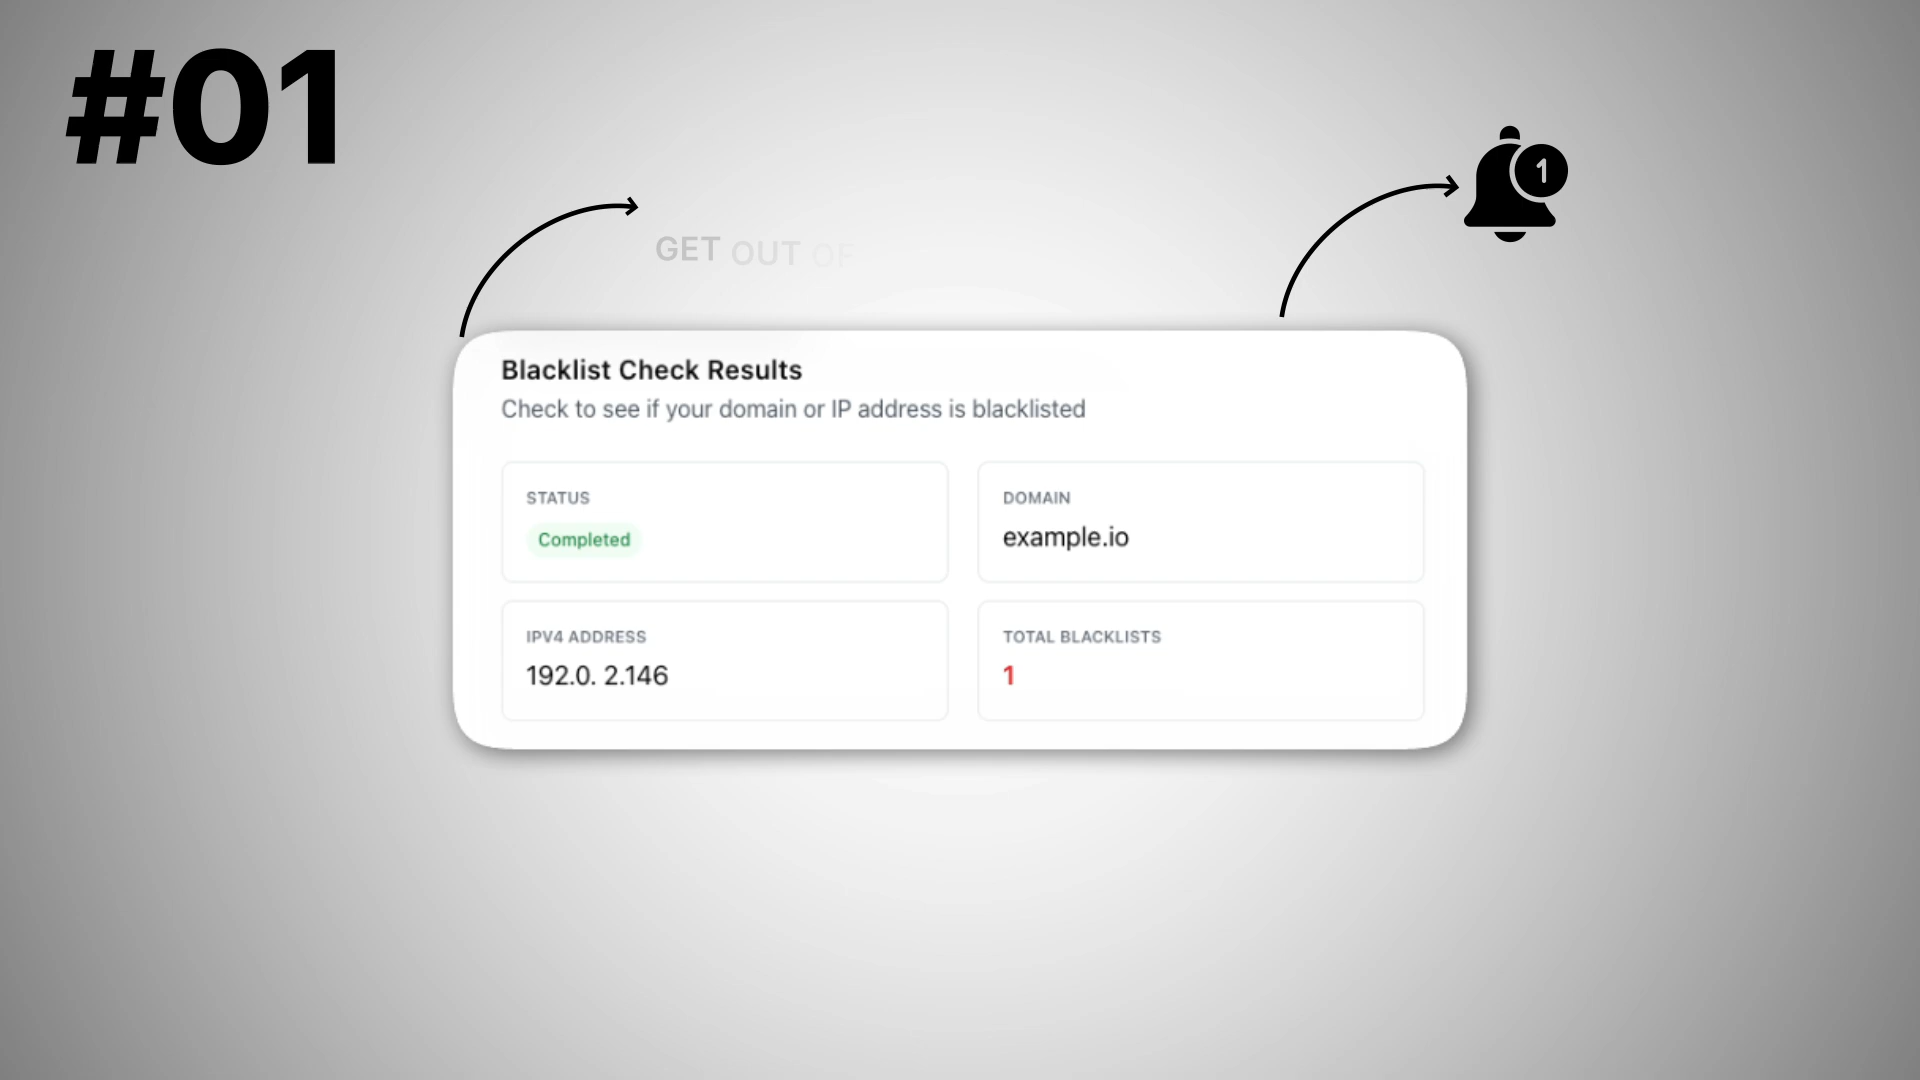 #01
1
GET OUT OF
Blacklist Check Results
Check to see if your domain or IP address is blacklisted
STATUS
Completed
DOMAIN
example.io
IPV4 ADDRESS
192.0. 2.146
TOTAL BLACKLISTS
1